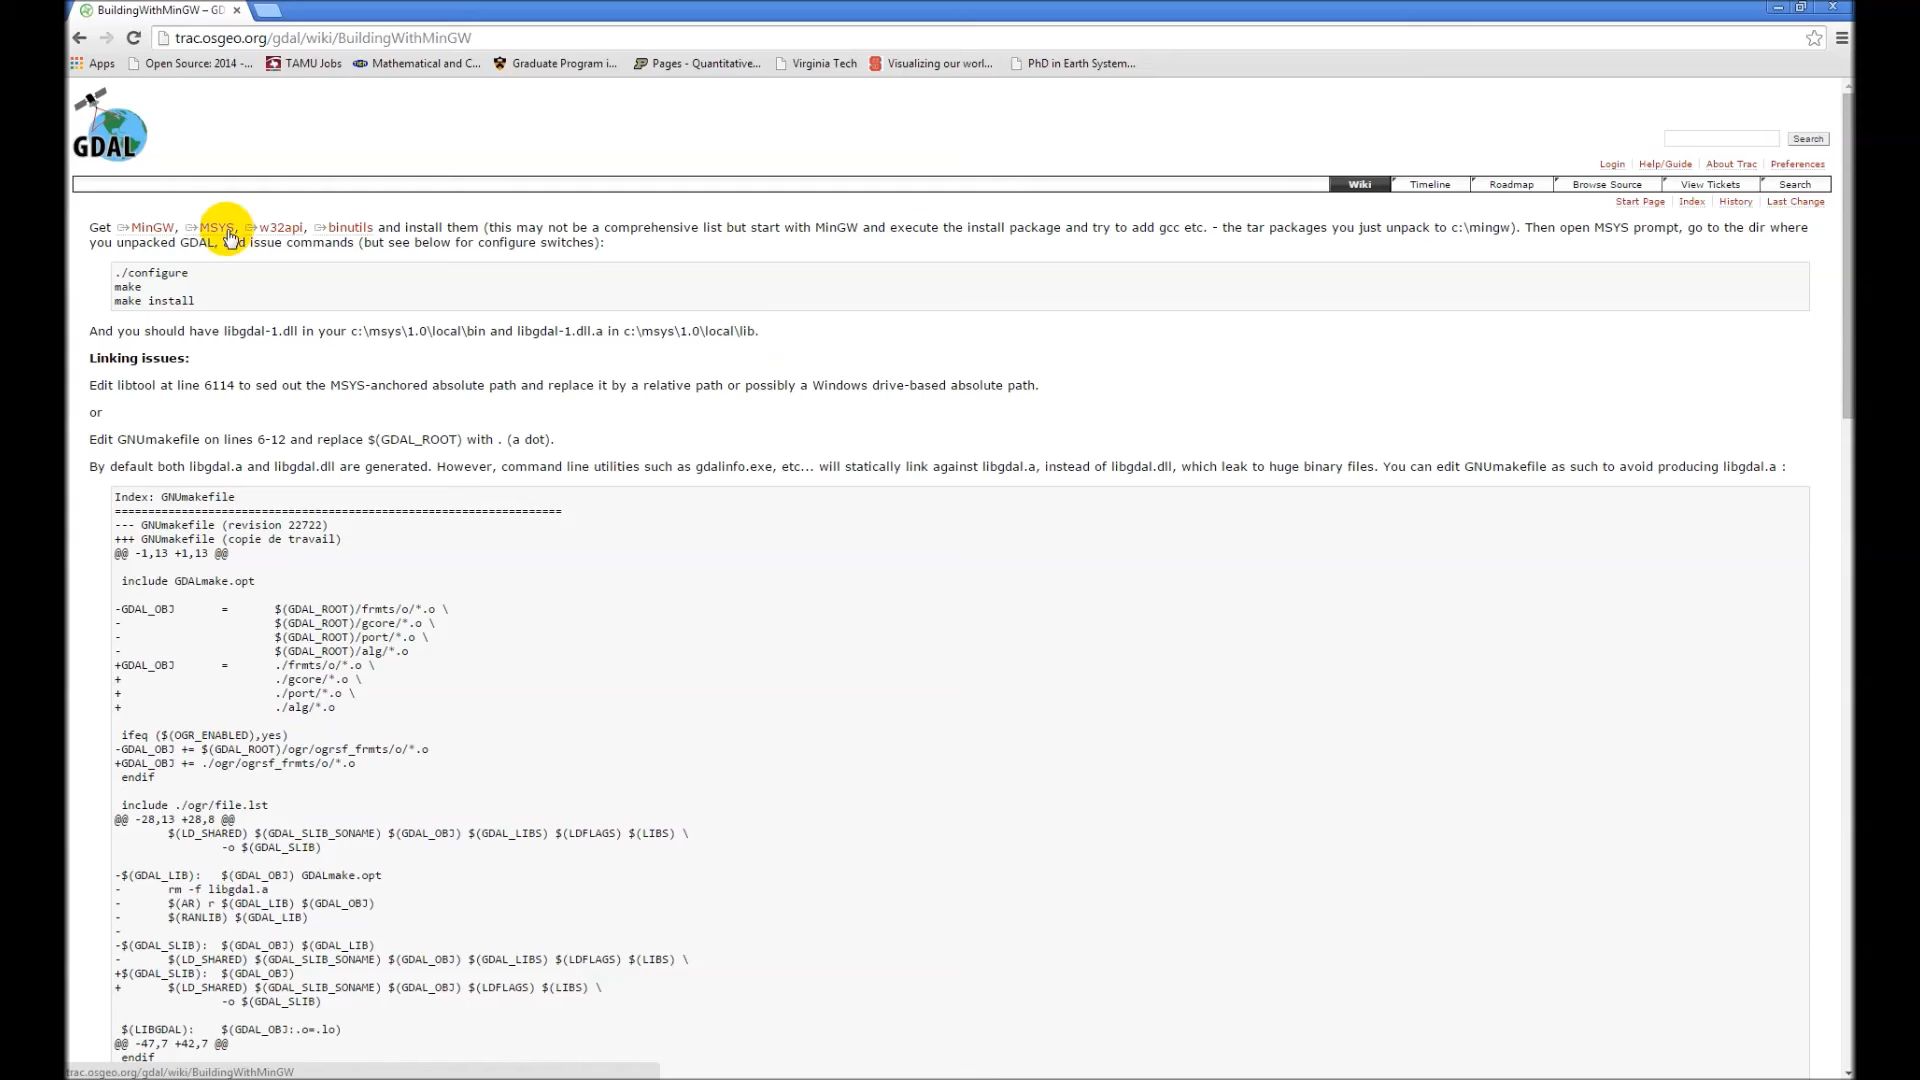 BuildingWithMinGW – GD
trac.osgeo.org/gdal/wiki/BuildingWithMinGW
Apps Open Source: 2014 -... TAMU Jobs Mathematical and C... Graduate Program i... Pages - Quantitative... Virginia Tech Visualizing our worl... PhD in Earth System...
GDAL
Search
Login Help/Guide About Trac Preferences
Wiki Timeline Roadmap Browse Source View Tickets Search
Start Page Index History Last Change
Get MinGW, MSYS, w32api, binutils and install them (this may not be a comprehensive list but start with MinGW and execute the install package and try to add gcc etc. - the tar packages you just unpack to c:\mingw). Then open MSYS prompt, go to the dir where
you unpacked GDAL, issue commands (but see below for configure switches):
./configure
make
make install
And you should have libgdal-1.dll in your c:\msys\1.0\local\bin and libgdal-1.dll.a in c:\msys\1.0\local\lib.
Linking issues:
Edit libtool at line 6114 to sed out the MSYS-anchored absolute path and replace it by a relative path or possibly a Windows drive-based absolute path.
or
Edit GNUmakefile on lines 6-12 and replace $(GDAL_ROOT) with . (a dot).
By default both libgdal.a and libgdal.dll are generated. However, command line utilities such as gdalinfo.exe, etc... will statically link against libgdal.a, instead of libgdal.dll, which leak to huge binary files. You can edit GNUmakefile as such to avoid producing libgdal.a :
Index: GNUmakefile
===================================================================
--- GNUmakefile (revision 22722)
+++ GNUmakefile (copie de travail)
@@ -1,13 +1,13 @@
include GDALmake.opt
-GDAL_OBJ = $(GDAL_ROOT)/frmts/o/*.o \
- $(GDAL_ROOT)/gcore/*.o \
- $(GDAL_ROOT)/port/*.o \
- $(GDAL_ROOT)/alg/*.o
+GDAL_OBJ = ./frmts/o/*.o \
+ ./gcore/*.o \
+ ./port/*.o \
+ ./alg/*.o
ifeq ($(OGR_ENABLED),yes)
-GDAL_OBJ += $(GDAL_ROOT)/ogr/ogrsf_frmts/o/*.o
+GDAL_OBJ += ./ogr/ogrsf_frmts/o/*.o
endif
include ./ogr/file.lst
@@ -28,13 +28,8 @@
$(LD_SHARED) $(GDAL_SLIB_SONAME) $(GDAL_OBJ) $(GDAL_LIBS) $(LDFLAGS) $(LIBS) \
-o $(GDAL_SLIB)
-$(GDAL_LIB): $(GDAL_OBJ) GDALmake.opt
- rm -f libgdal.a
- $(AR) r $(GDAL_LIB) $(GDAL_OBJ)
- $(RANLIB) $(GDAL_LIB)
-
-$(GDAL_SLIB): $(GDAL_OBJ) $(GDAL_LIB)
- $(LD_SHARED) $(GDAL_SLIB_SONAME) $(GDAL_OBJ) $(GDAL_LIBS) $(LDFLAGS) $(LIBS) \
+$(GDAL_SLIB): $(GDAL_OBJ)
+ $(LD_SHARED) $(GDAL_SLIB_SONAME) $(GDAL_OBJ) $(LDFLAGS) $(LIBS) \
-o $(GDAL_SLIB)
$(LIBGDAL): $(GDAL_OBJ:.o=.lo)
@@ -47,7 +42,7 @@
endif
trac.osgeo.org/gdal/wiki/BuildingWithMinGW